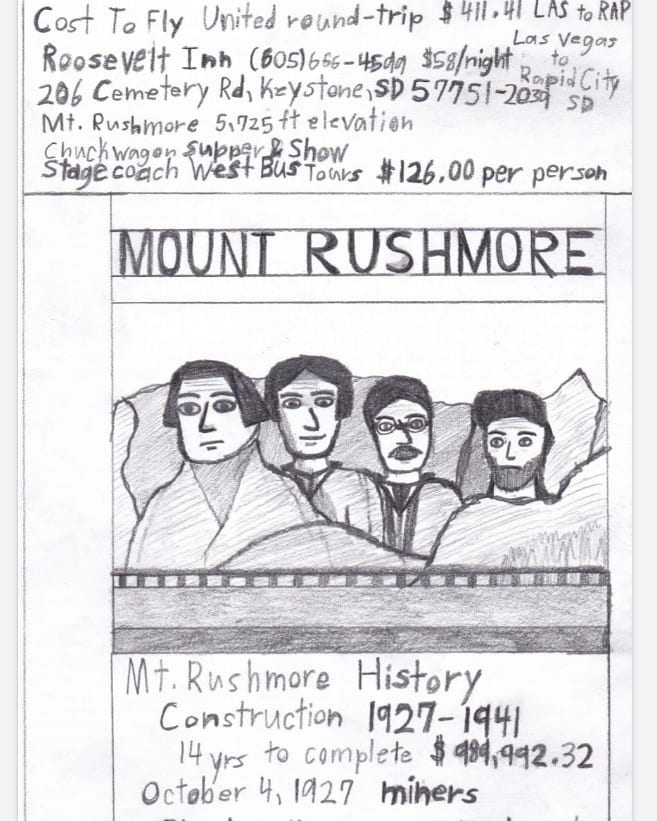 Cost To Fly United round-trip $411.41 LAS to RAP
Las Vegas
Roosevelt Inn (605)666-4599 $58/night to
Rapid City
206 Cemetery Rd, Keystone, SD 57751-2039 SD
Mt. Rushmore 5,725 ft elevation
Chuckwagon Supper & Show
Stagecoach West Bus Tours $126.00 per person
MOUNT RUSHMORE
Mt. Rushmore History
Construction 1927-1941
14 yrs to complete $989,992.32
October 4, 1927 miners